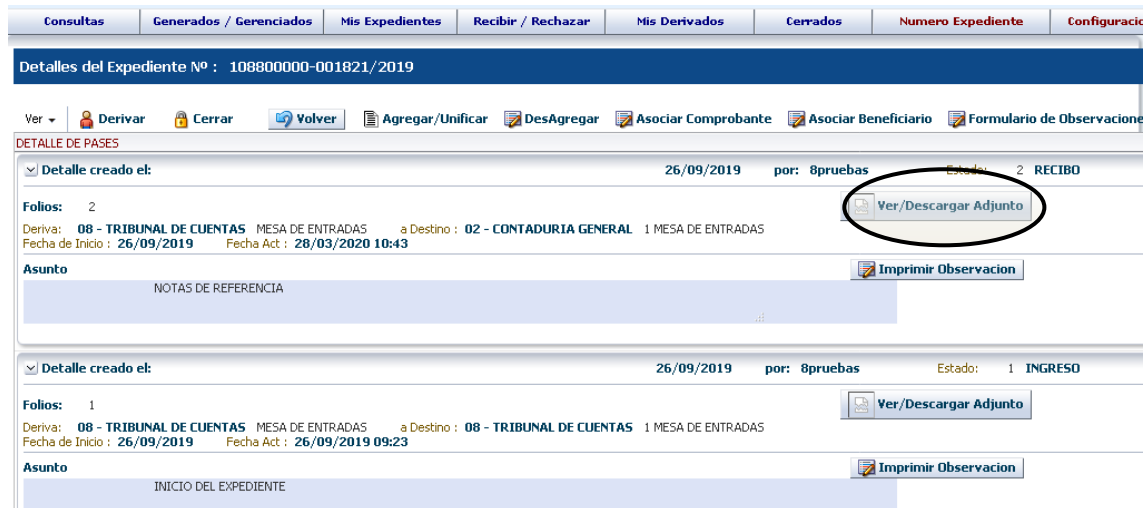 Consultas Generados / Gerenciados Mis Expedientes Recibir / Rechazar Mis Derivados Cerrados Numero Expediente Configuracio
Detalles del Expediente Nº : 108800000-001821/2019
Ver Derivar Cerrar Volver Agregar/Unificar DesAgregar Asociar Comprobante Asociar Beneficiario Formulario de Observacione
DETALLE DE PASES
Detalle creado el: 26/09/2019 por: 8pruebas Estado: 2 RECIBO
Folios: 2 Ver/Descargar Adjunto
Deriva: 08 - TRIBUNAL DE CUENTAS MESA DE ENTRADAS a Destino : 02 - CONTADURIA GENERAL 1 MESA DE ENTRADAS
Fecha de Inicio : 26/09/2019 Fecha Act : 28/03/2020 10:43
Asunto Imprimir Observacion
NOTAS DE REFERENCIA
Detalle creado el: 26/09/2019 por: 8pruebas Estado: 1 INGRESO
Folios: 1 Ver/Descargar Adjunto
Deriva: 08 - TRIBUNAL DE CUENTAS MESA DE ENTRADAS a Destino : 08 - TRIBUNAL DE CUENTAS 1 MESA DE ENTRADAS
Fecha de Inicio : 26/09/2019 Fecha Act : 26/09/2019 09:23
Asunto Imprimir Observacion
INICIO DEL EXPEDIENTE